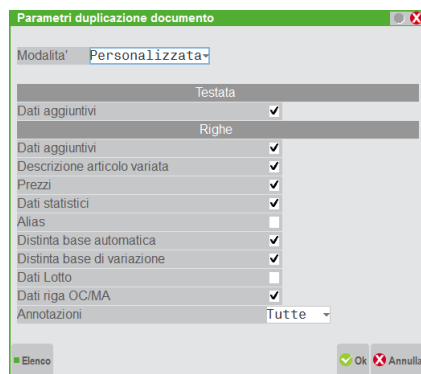 Parametri duplicazione documento
Modalita' Personalizzata
Testata
Dati aggiuntivi
Righe
Dati aggiuntivi
Descrizione articolo variata
Prezzi
Dati statistici
Alias
Distinta base automatica
Distinta base di variazione
Dati Lotto
Dati riga OC/MA
Annotazioni Tutte
Elenco Ok Annulla